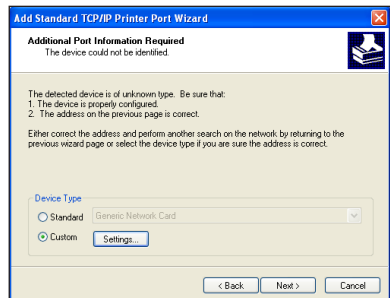 Add Standard TCP/IP Printer Port Wizard
Additional Port Information Required
The device could not be identified.
The detected device is of unknown type. Be sure that:
1. The device is properly configured.
2. The address on the previous page is correct.
Either correct the address and perform another search on the network by returning to the
previous wizard page or select the device type if you are sure the address is correct.
Device Type
Standard
Generic Network Card
Custom
Settings...
< Back
Next >
Cancel